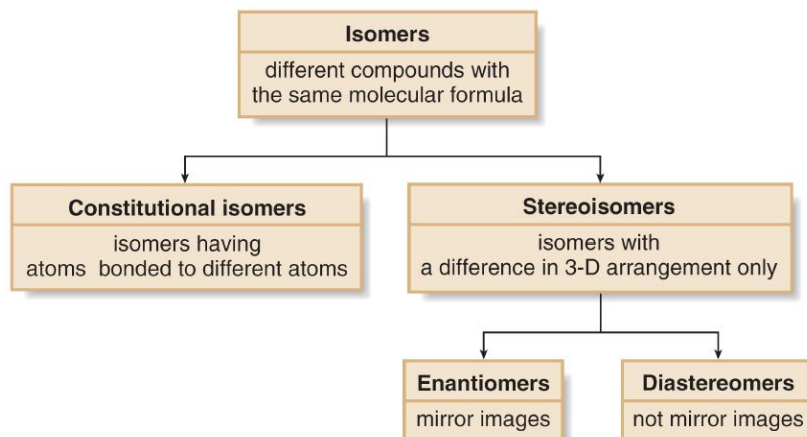 Isomers
different compounds with
the same molecular formula
Constitutional isomers
isomers having
atoms bonded to different atoms
Stereoisomers
isomers with
a difference in 3-D arrangement only
Enantiomers
mirror images
Diastereomers
not mirror images